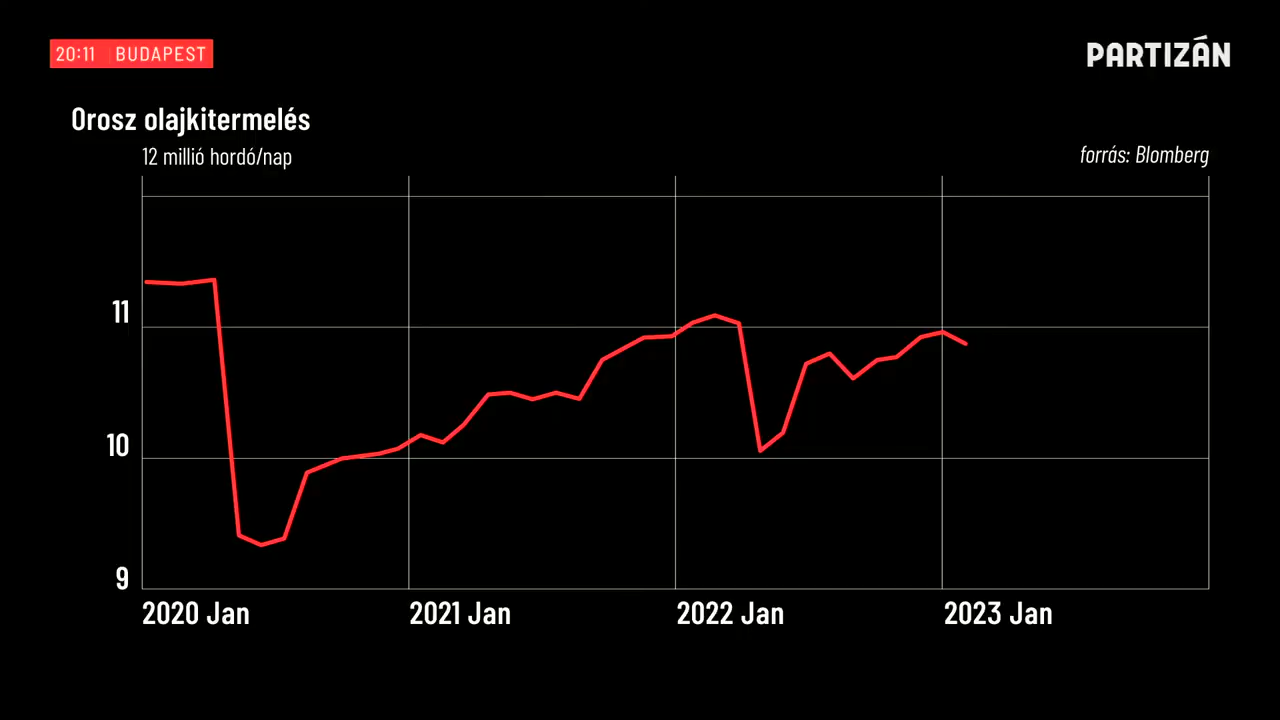 20:11 BUDAPEST
PARTIZÁN
Orosz olajkitermelés
12 millió hordó/nap
forrás: Blomberg
11
10
9
2020 Jan
2021 Jan
2022 Jan
2023 Jan